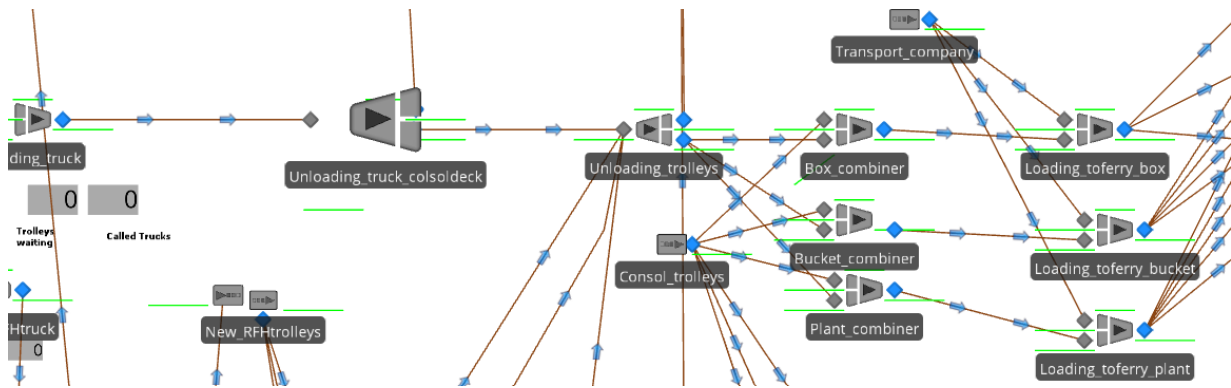 Transport_company
ding_truck
Unloading_truck_colsoldeck
Unloading_trolleys
Box_combiner
Loading_toferry_box
0
0
Trolleys
waiting
Called Trucks
Bucket_combiner
Consol_trolleys
Loading_toferry_bucket
Plant_combiner
FHtruck
New_RFHtrolleys
0
Loading_toferry_plant